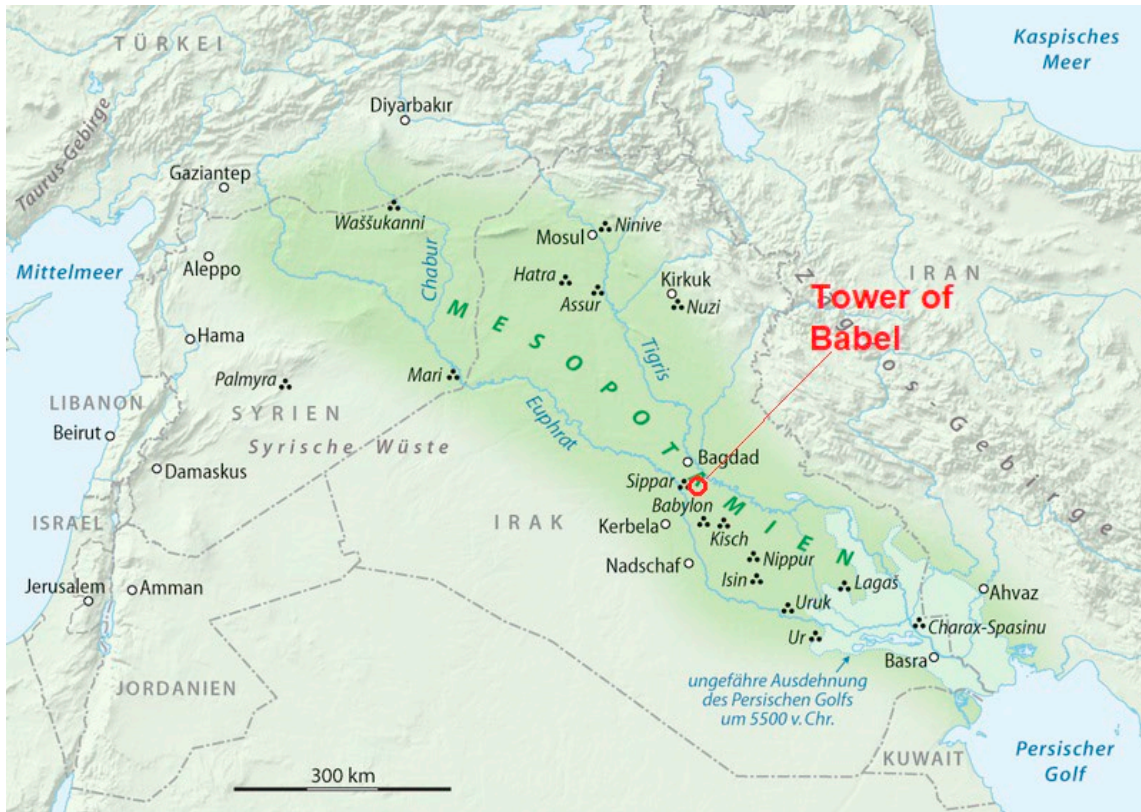 TÜRKEI
Kaspisches
Meer
Diyarbakır
Taurus-Gebirge
Gaziantep
Waššukanni
Ninive
Mosul
Mittelmeer
Aleppo
Chabur
Hatra
Assur
Kirkuk
Nuzi
IRAN
Zagros-Gebirge
Tower of
Babel
MESOPOTAMIEN
Hama
Tigris
Palmyra
Mari
LIBANON
SYRIEN
Euphrat
Beirut
Syrische Wüste
Bagdad
Damaskus
Sippar
Babylon
ISRAEL
IRAK
Kerbela
Kisch
Nadschaf
Nippur
Isin
Jerusalem
Amman
Lagaš
Ahvaz
Uruk
Charax-Spasinu
Ur
Basra
JORDANIEN
ungefähre Ausdehnung
des Persischen Golfs
um 5500 v. Chr.
KUWAIT
Persischer
Golf
300 km